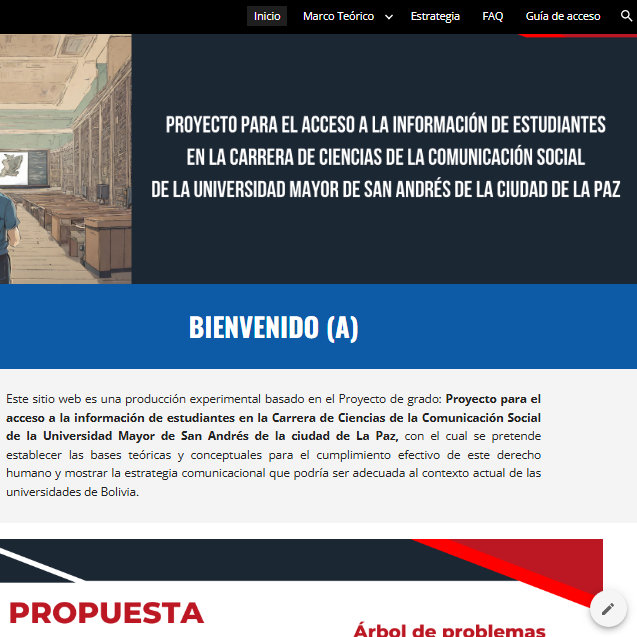 Inicio Marco Teórico Estrategia FAQ Guía de acceso
PROYECTO PARA EL ACCESO A LA INFORMACIÓN DE ESTUDIANTES
EN LA CARRERA DE CIENCIAS DE LA COMUNICACIÓN SOCIAL
DE LA UNIVERSIDAD MAYOR DE SAN ANDRÉS DE LA CIUDAD DE LA PAZ
BIENVENIDO (A)
Este sitio web es una producción experimental basado en el Proyecto de grado: Proyecto para el
acceso a la información de estudiantes en la Carrera de Ciencias de la Comunicación Social
de la Universidad Mayor de San Andrés de la ciudad de La Paz, con el cual se pretende
establecer las bases teóricas y conceptuales para el cumplimiento efectivo de este derecho
humano y mostrar la estrategia comunicacional que podría ser adecuada al contexto actual de las
universidades de Bolivia.
PROPUESTA
Árbol de problemas